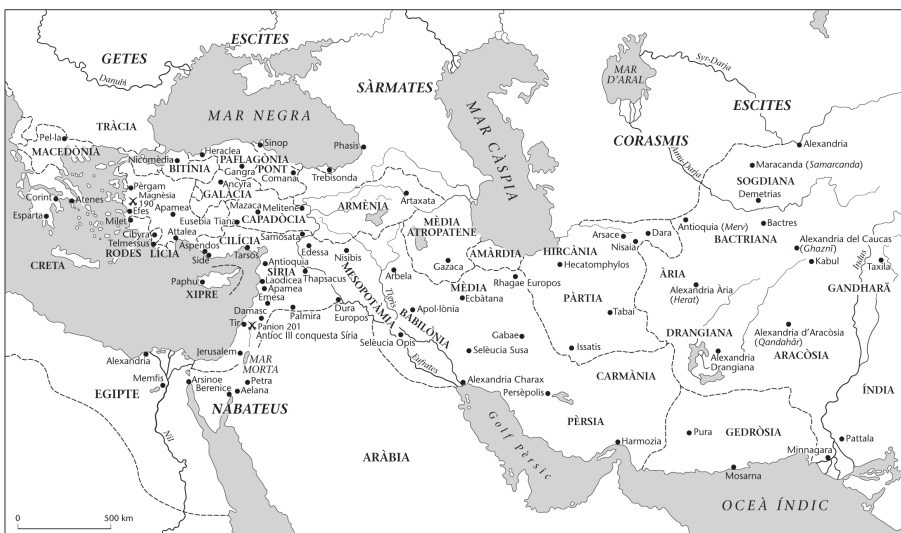 GETES
ESCITES
Danubi
SÀRMATES
MAR
D'ARAL
Syr-Darja
ESCITES
MAR NEGRA
MAR CÀSPIA
CORASMIS
Amu Daria
TRÀCIA
Pel·la
MACEDÒNIA
Heraclea
Sinop
Phasis
Alexandria
Nicomèdia
BITÍNIA
PAFLAGÒNIA
Gangra
PONT
Comana
Trebisonda
Maracanda (Samarcanda)
SOGDIANA
Demetrias
Pèrgam
Magnèsia
190
Ancyra
GALÀCIA
Corint
Atenes
Efes
Apamea
Mazaca
Melitene
ARMÈNIA
Artaxata
Esparta
Milet
Eusebia Tiana
CAPADÒCIA
MÈDIA
ATROPATENE
Antioquia (Merv)
Bactres
BACTRIANA
Cibyra
Attalea
Telmessus
Aspendos
CILÍCIA
Samosata
Arsace
Dara
Nisaiar
Alexandria del Caucas
(Ghazni)
RODES
LÍCIA
Side
Tarsos
Edessa
Nisibis
AMÀRDIA
HIRCÀNIA
Kabul
Indus
Taxila
CRETA
Antioquia
SÍRIA
Gazaca
Hecatomphylos
ÀRIA
GANDHARĀ
Paphu
XIPRE
Laodicea
Apamea
Thapsacus
MESOPOTÀMIA
Arbela
Tigris
MÈDIA
Ecbàtana
Rhagae Europos
PÀRTIA
Alexandria Ària
(Herat)
Emesa
Palmira
Dura
Europos
Apol·lònia
BABILÒNIA
Tabai
Damasc
Tir
Panion 201
Antíoc III conquesta Síria
Selèucia Opis
Gabae
Issatis
DRANGIANA
Alexandria d'Aracòsia
(Qandahār)
Alexandria
Jerusalem
MAR
MORTA
Selèucia Susa
Alexandria
Drangiana
ARACÒSIA
Eufrates
Memfis
EGIPTE
Arsinoe
Berenice
Petra
Aelana
NABATEUS
Alexandria Charax
Persèpolis
CARMÀNIA
ÍNDIA
Nil
Golf Pèrsic
PÈRSIA
Harmozia
Pura
GEDRÒSIA
Pattala
Minnagara
ARÀBIA
Mosarna
OCEÀ ÍNDIC
0
500 km